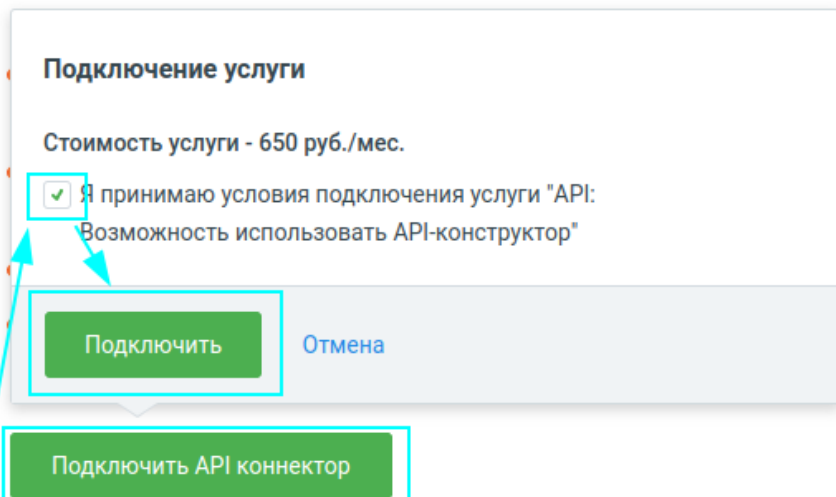 Подключение услуги
Стоимость услуги - 650 руб./мес.
Я принимаю условия подключения услуги "API:
Возможность использовать API-конструктор"
Подключить
Отмена
Подключить API коннектор